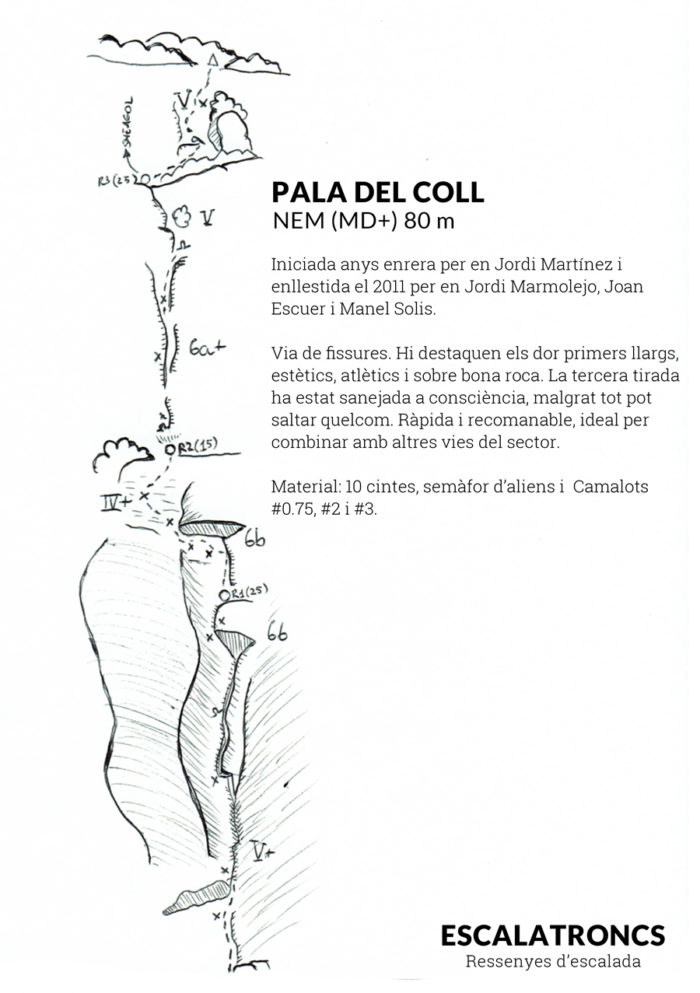 SHERGOL
V
R3(25)
V
PALA DEL COLL
NEM (MD+) 80 m
Iniciada anys enrera per en Jordi Martínez i
enllestida el 2011 per en Jordi Marmolejo, Joan
Escuer i Manel Solis.
6a+
Via de fissures. Hi destaquen els dor primers llargs,
estètics, atlètics i sobre bona roca. La tercera tirada
ha estat sanejada a consciència, malgrat tot pot
saltar quelcom. Ràpida i recomanable, ideal per
combinar amb altres vies del sector.
R2(15)
Material: 10 cintes, semàfor d'aliens i Camalots
#0.75, #2 i #3.
IV+
6b
R1(25)
6b
V+
ESCALATRONCS
Ressenyes d'escalada